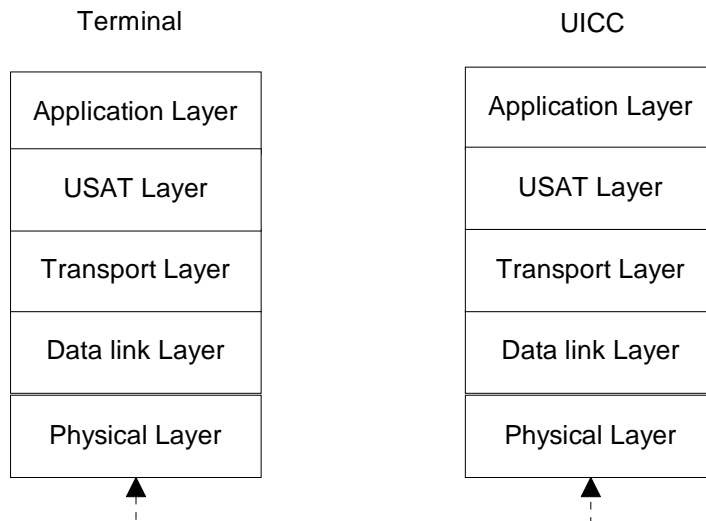 Terminal
Application Layer
USAT Layer
Transport Layer
Data link Layer
Physical Layer
UICC
Application Layer
USAT Layer
Transport Layer
Data link Layer
Physical Layer